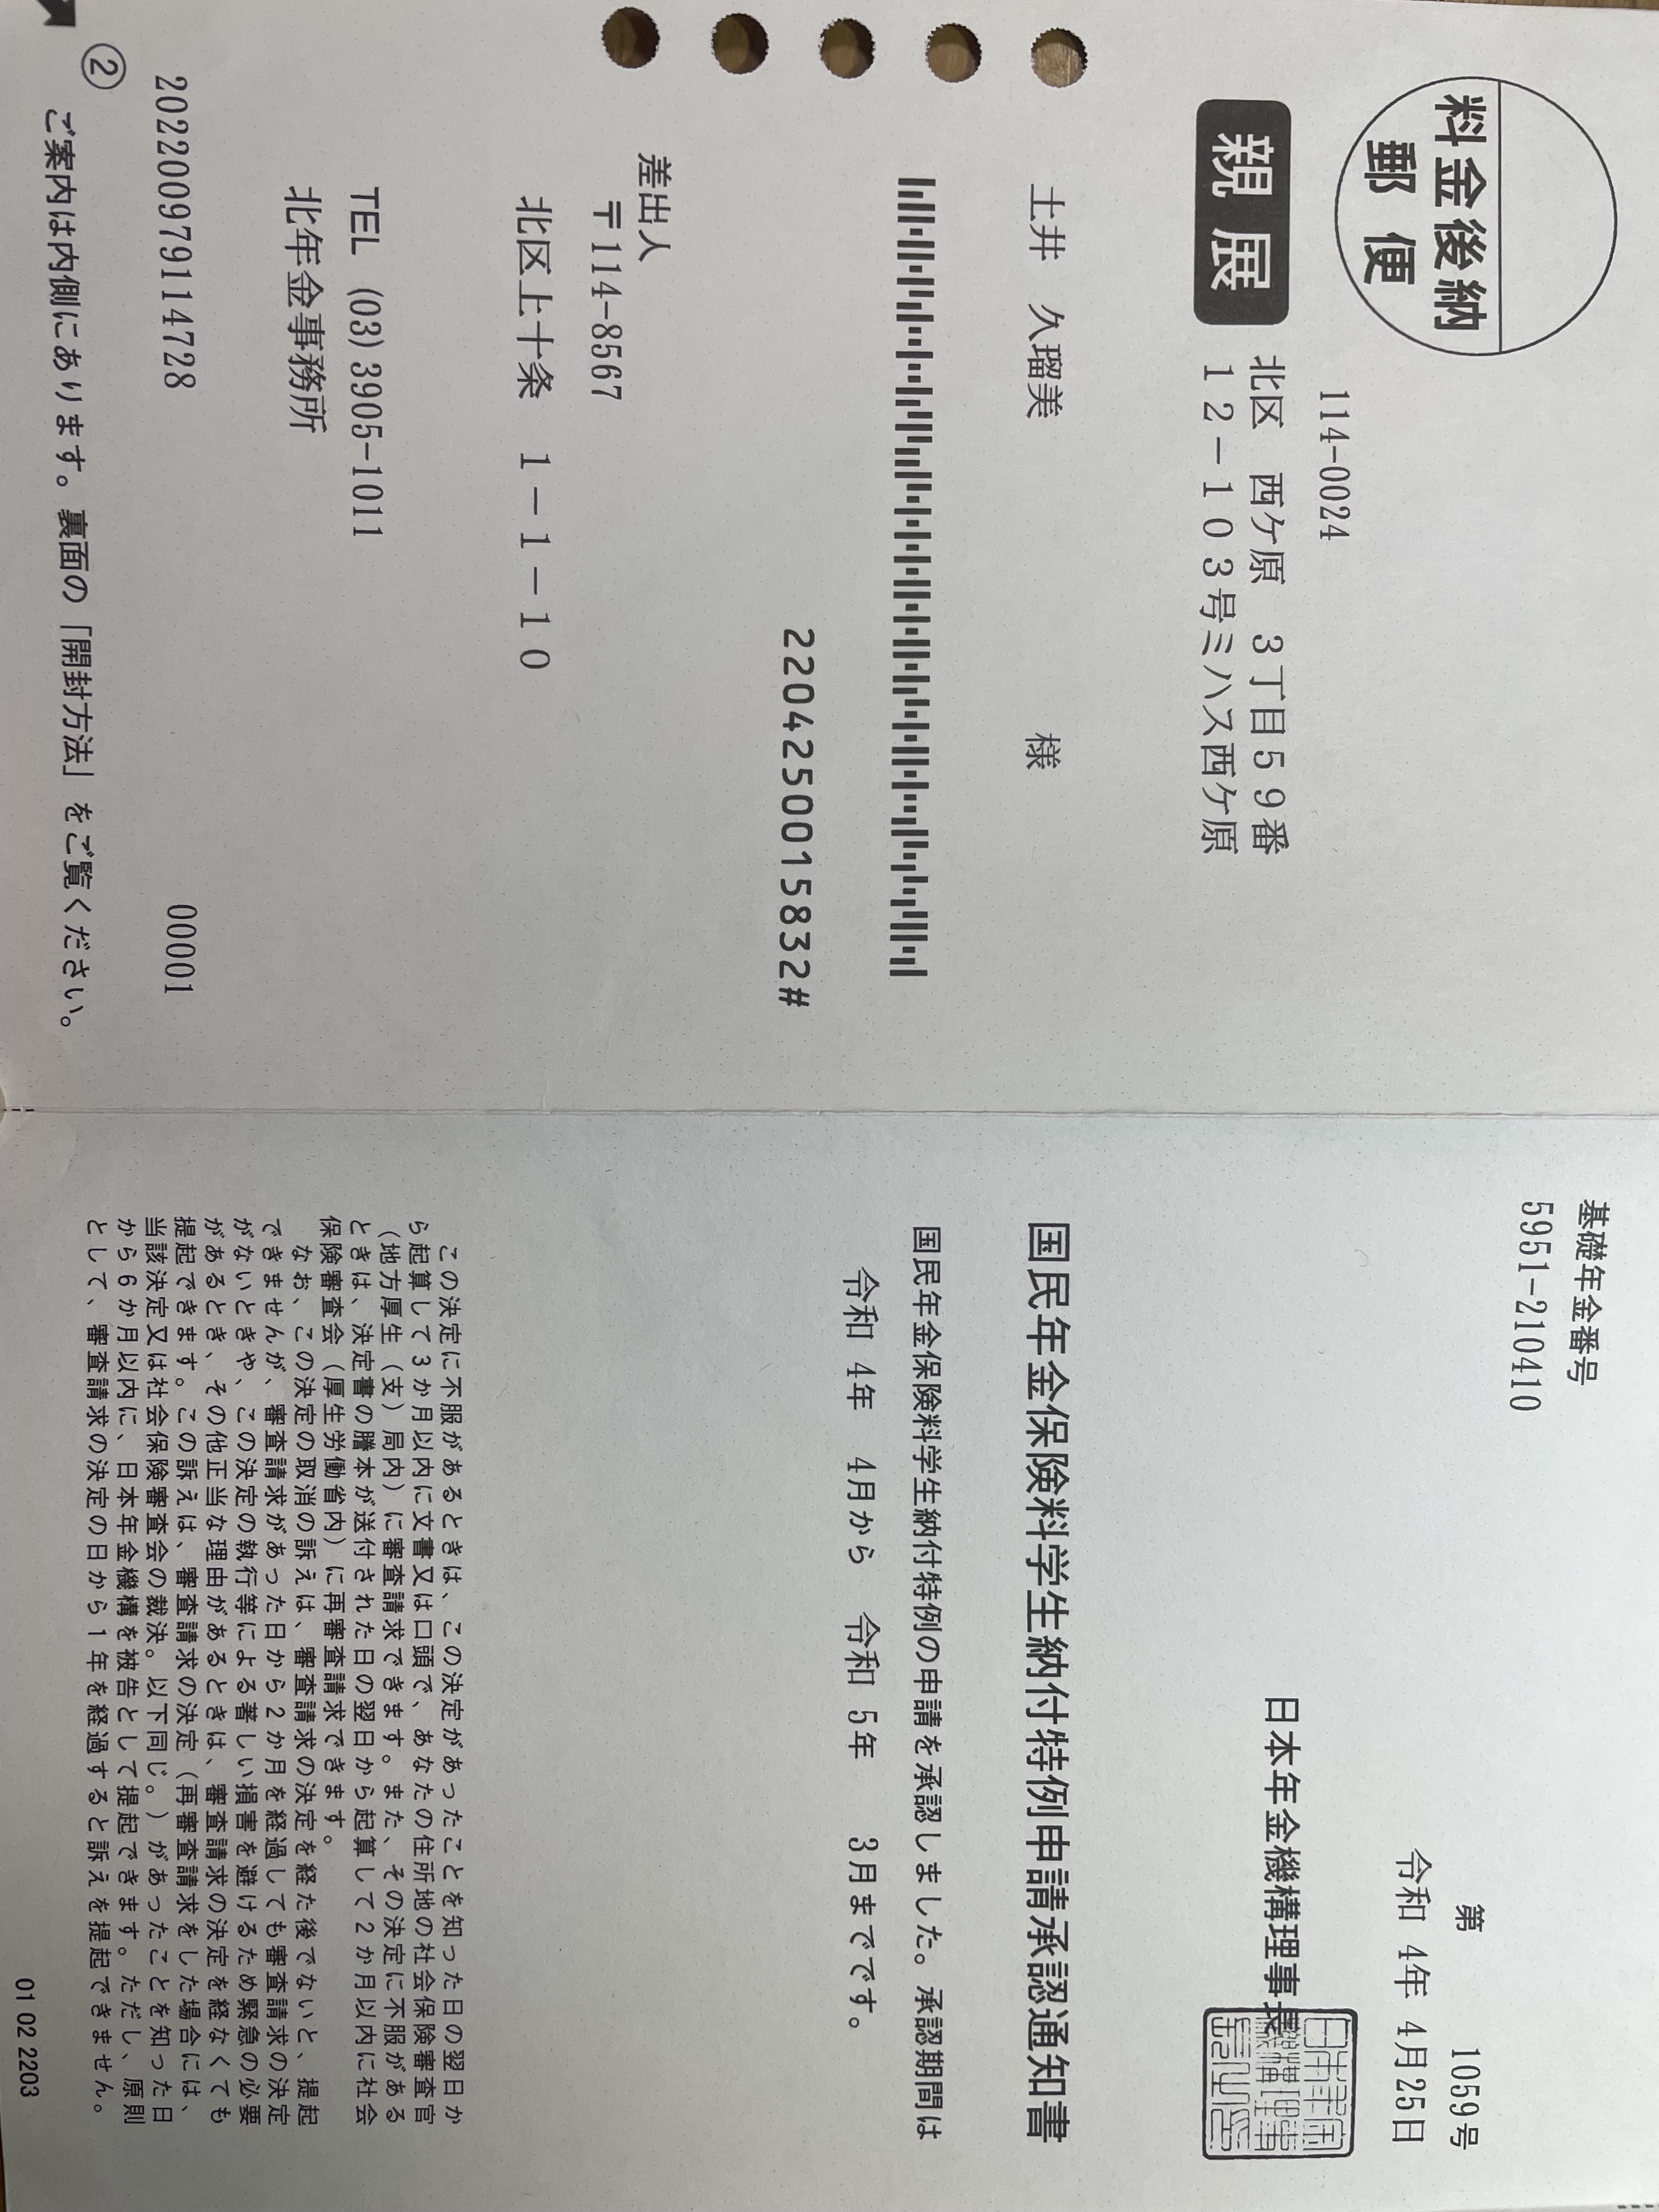 料金後納
郵便
114-0024
親展
北区　西ケ原　３丁目５９番
１２－１０３号ミハス西ケ原
土井　久瑠美　様
2204250015832#
差出人
〒114-8567
北区上十条　１－１－１０
TEL (03) 3905-1011
北年金事務所
202200979114728　00001
②
ご案内は内側にあります。裏面の「開封方法」をご覧ください。
基礎年金番号
5951-210410
第　1059号
令和 4年 4月25日
日本年金機構理事長
日本年金
機構理事
長之印
国民年金保険料学生納付特例申請承認通知書
国民年金保険料学生納付特例の申請を承認しました。承認期間は
令和 4年　4月から　令和 5年　3月までです。
この決定に不服があるときは、この決定があったことを知った日の翌日か
ら起算して3か月以内に文書又は口頭で、あなたの住所地の社会保険審査官
（地方厚生（支）局内）に審査請求できます。また、その決定に不服がある
ときは、決定書の謄本が送付された日の翌日から起算して2か月以内に社会
保険審査会（厚生労働省内）に再審査請求できます。
なお、この決定の取消の訴えは、審査請求の決定を経た後でないと、提起
できませんが、審査請求があった日から2か月を経過しても審査請求の決定
がないときや、この決定の執行等による著しい損害を避けるため緊急の必要
があるとき、その他正当な理由があるときは、審査請求の決定を経なくても
提起できます。この訴えは、審査請求の決定（再審査請求をした場合には、
当該決定又は社会保険審査会の裁決。以下同じ。）があったことを知った日
から6か月以内に、日本年金機構を被告として提起できます。ただし、原則
として、審査請求の決定の日から1年を経過すると訴えを提起できません。
01 02 2203